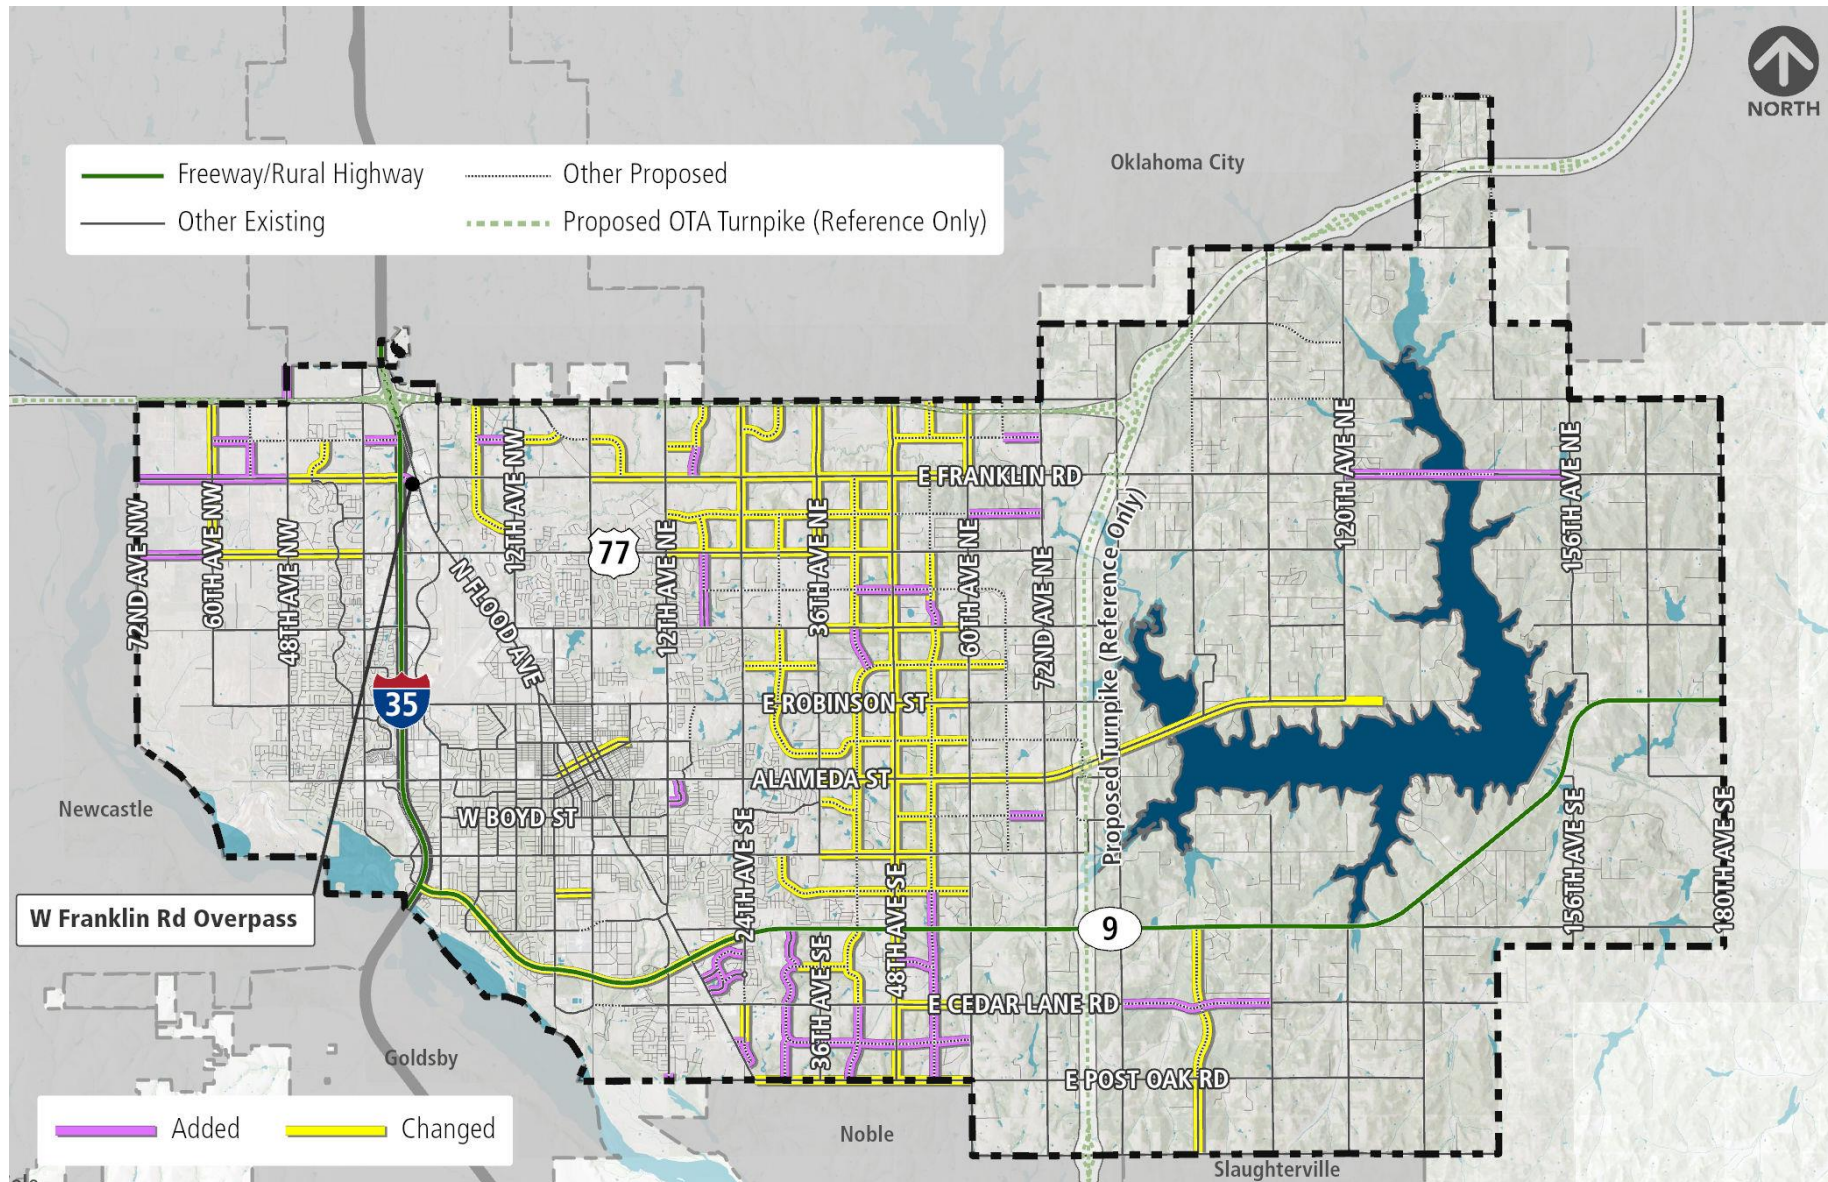 NORTH
Oklahoma City
Freeway/Rural Highway
Other Proposed
Other Existing
Proposed OTA Turnpike (Reference Only)
E FRANKLIN RD
12TH AVE NW
120TH AVE NE
156TH AVE NE
72ND AVE NW
60TH AVE NW
48TH AVE NW
77
N FLOOD AVE
12TH AVE NE
36TH AVE NE
60TH AVE NE
72ND AVE NE
Proposed Turnpike (Reference Only)
35
E ROBINSON ST
ALAMEDA ST
Newcastle
W BOYD ST
24TH AVE SE
48TH AVE SE
156TH AVE SE
180TH AVE SE
W Franklin Rd Overpass
9
36TH AVE SE
E CEDAR LANE RD
Goldsby
E POST OAK RD
Added
Changed
Noble
Slaughterville